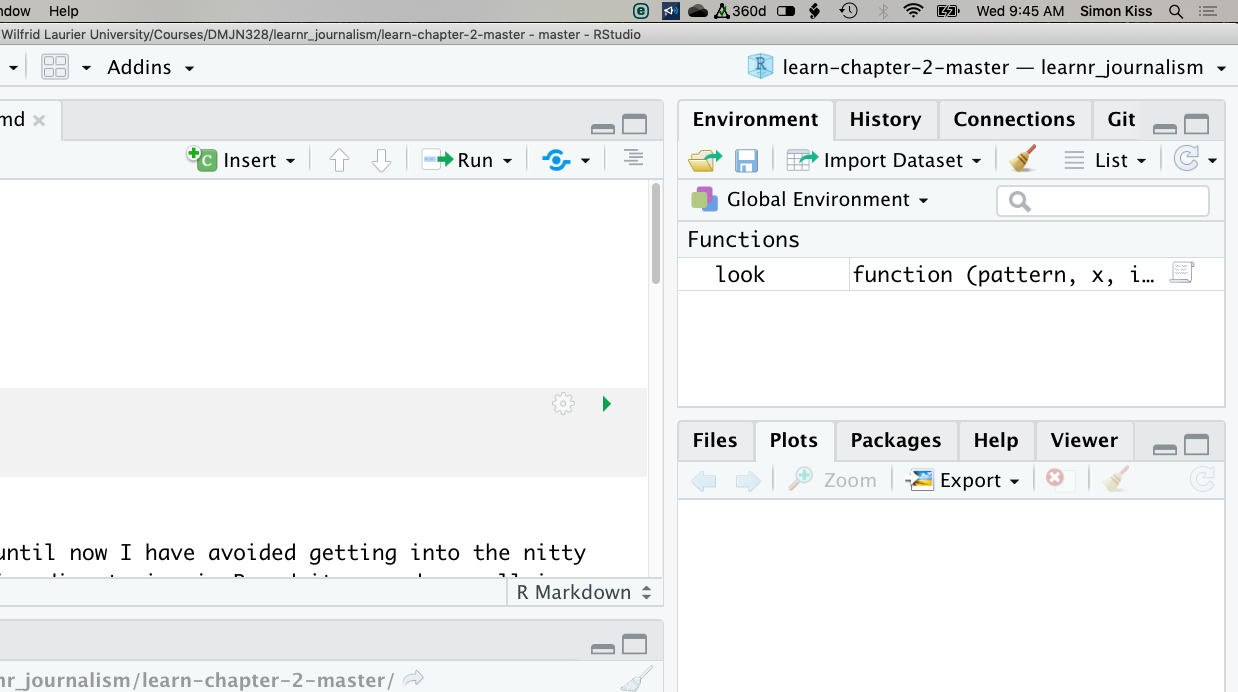 ndow Help 360d Wed 9:45 AM Simon Kiss
Wilfrid Laurier University/Courses/DMJN328/learnr_journalism/learn-chapter-2-master - master - RStudio
Addins learn-chapter-2-master — learnr_journalism
md Environment History Connections Git
Insert Run Import Dataset List
Global Environment
Functions
look function (pattern, x, i…
Files Plots Packages Help Viewer
Zoom Export
until now I have avoided getting into the nitty
R Markdown
nr_journalism/learn-chapter-2-master/